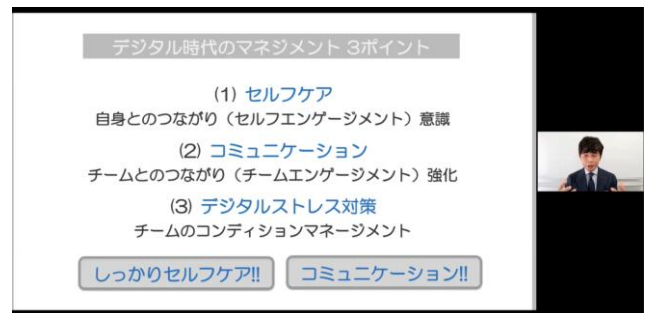 デジタル時代のマネジメント 3ポイント
(1) セルフケア
自身とのつながり（セルフエンゲージメント）意識
(2) コミュニケーション
チームとのつながり（チームエンゲージメント）強化
(3) デジタルストレス対策
チームのコンディションマネージメント
しっかりセルフケア!!
コミュニケーション!!